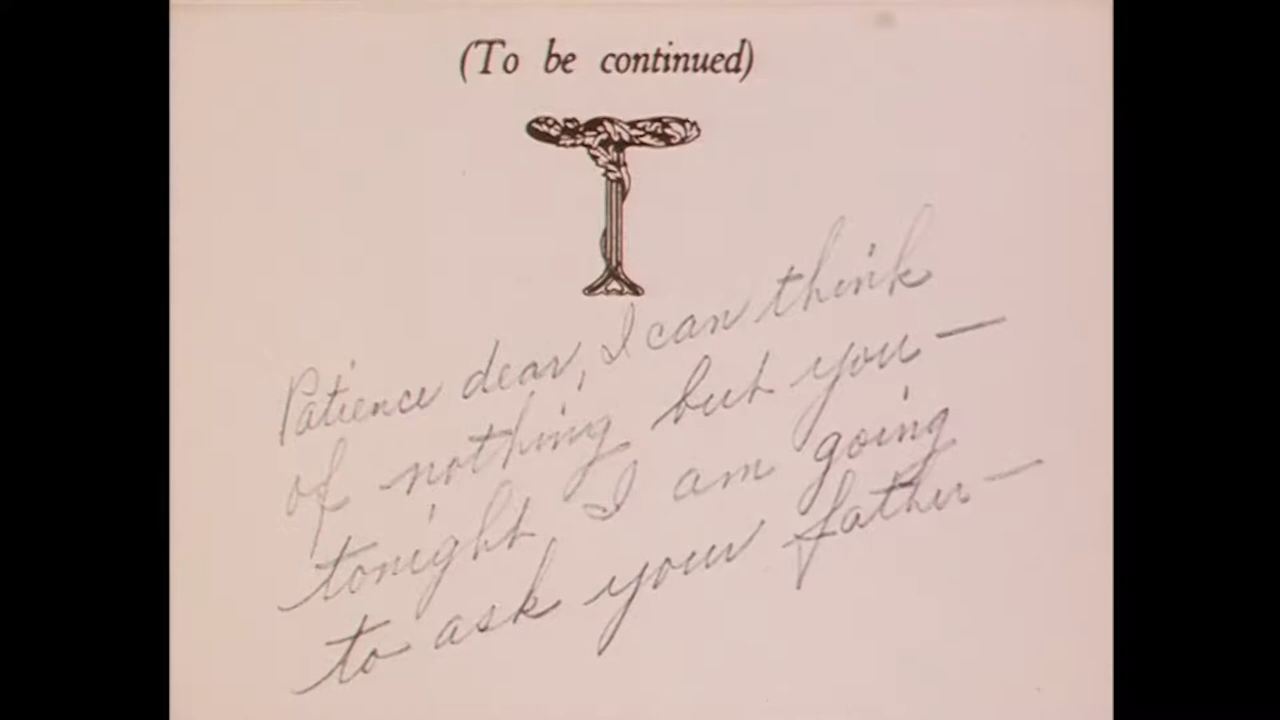 (To be continued)
Patience dear, I can think
of nothing but you —
tonight I am going
to ask your father —